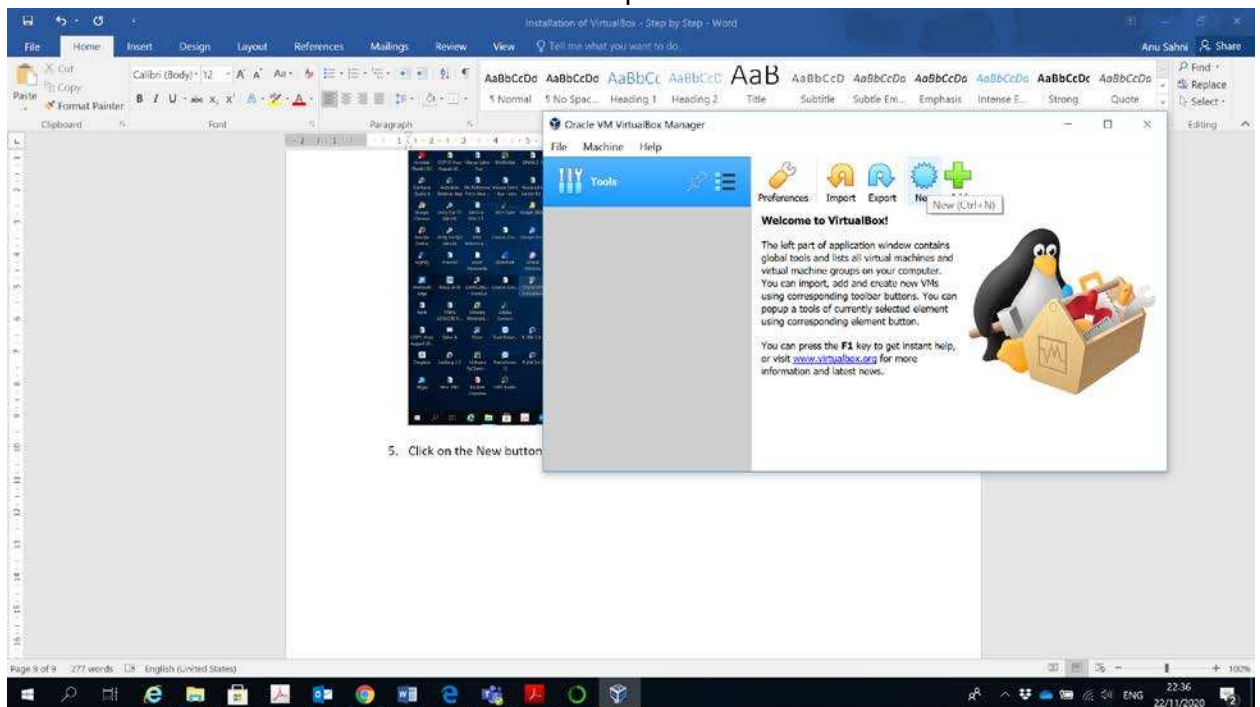 Installation of VirtualBox - Step by Step - Word
File Home Insert Design Layout References Mailings Review View Tell me what you want to do.
Anu Sahni Share
Cut
Copy
Format Painter
Paste
Calibri (Body) 12
AaBbCcDc AaBbCcDc AaBbCc AaBbCcD AaB AaBbCcD AaBbCcDa AaBbCcDa AaBbCcDa AaBbCcDc AaBbCcDa
¶ Normal ¶ No Spac... Heading 1 Heading 2 Title Subtitle Subtle Em... Emphasis Intense E... Strong Quote
Find
Replace
Select
Clipboard Font Paragraph Editing
Oracle VM VirtualBox Manager
File Machine Help
Tools
Preferences Import Export
New (Ctrl+N)
Welcome to VirtualBox!
The left part of application window contains
global tools and lists all virtual machines and
virtual machine groups on your computer.
You can import, add and create new VMs
using corresponding toolbar buttons. You can
popup a tools of currently selected element
using corresponding element button.
You can press the F1 key to get instant help,
or visit www.virtualbox.org for more
information and latest news.
5. Click on the New button
Page 9 of 9 277 words English (United States)
100%
ENG
22:36
22/11/2020